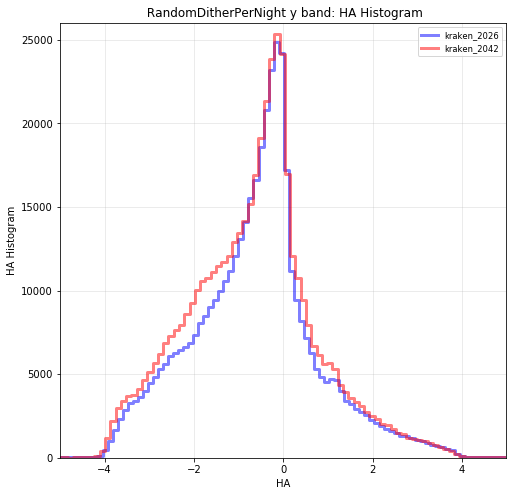 RandomDitherPerNight y band: HA Histogram
kraken_2026
kraken_2042
25000
20000
15000
10000
5000
0
HA Histogram
−4
−2
0
2
4
HA